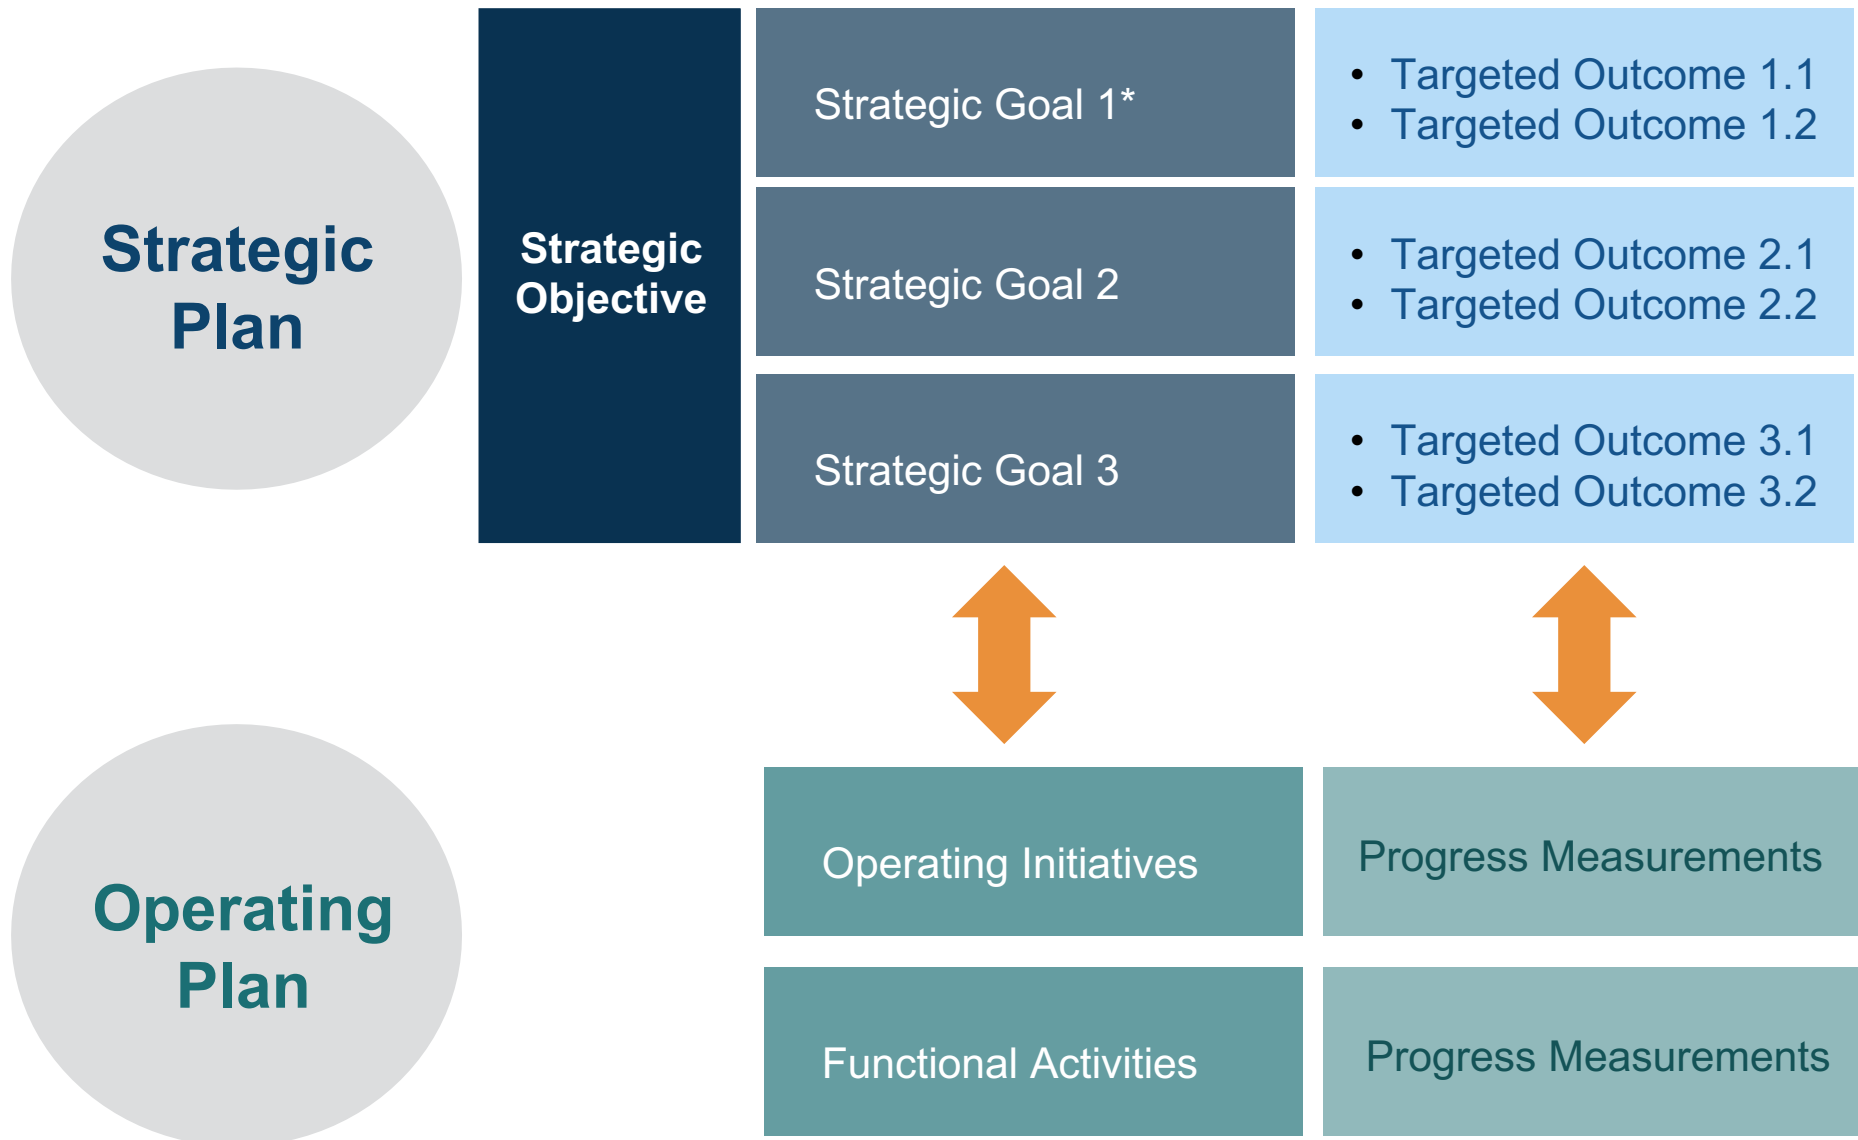 Strategic
Plan
Strategic
Objective
Strategic Goal 1*
• Targeted Outcome 1.1
• Targeted Outcome 1.2
Strategic Goal 2
• Targeted Outcome 2.1
• Targeted Outcome 2.2
Strategic Goal 3
• Targeted Outcome 3.1
• Targeted Outcome 3.2
Operating
Plan
Operating Initiatives
Progress Measurements
Functional Activities
Progress Measurements